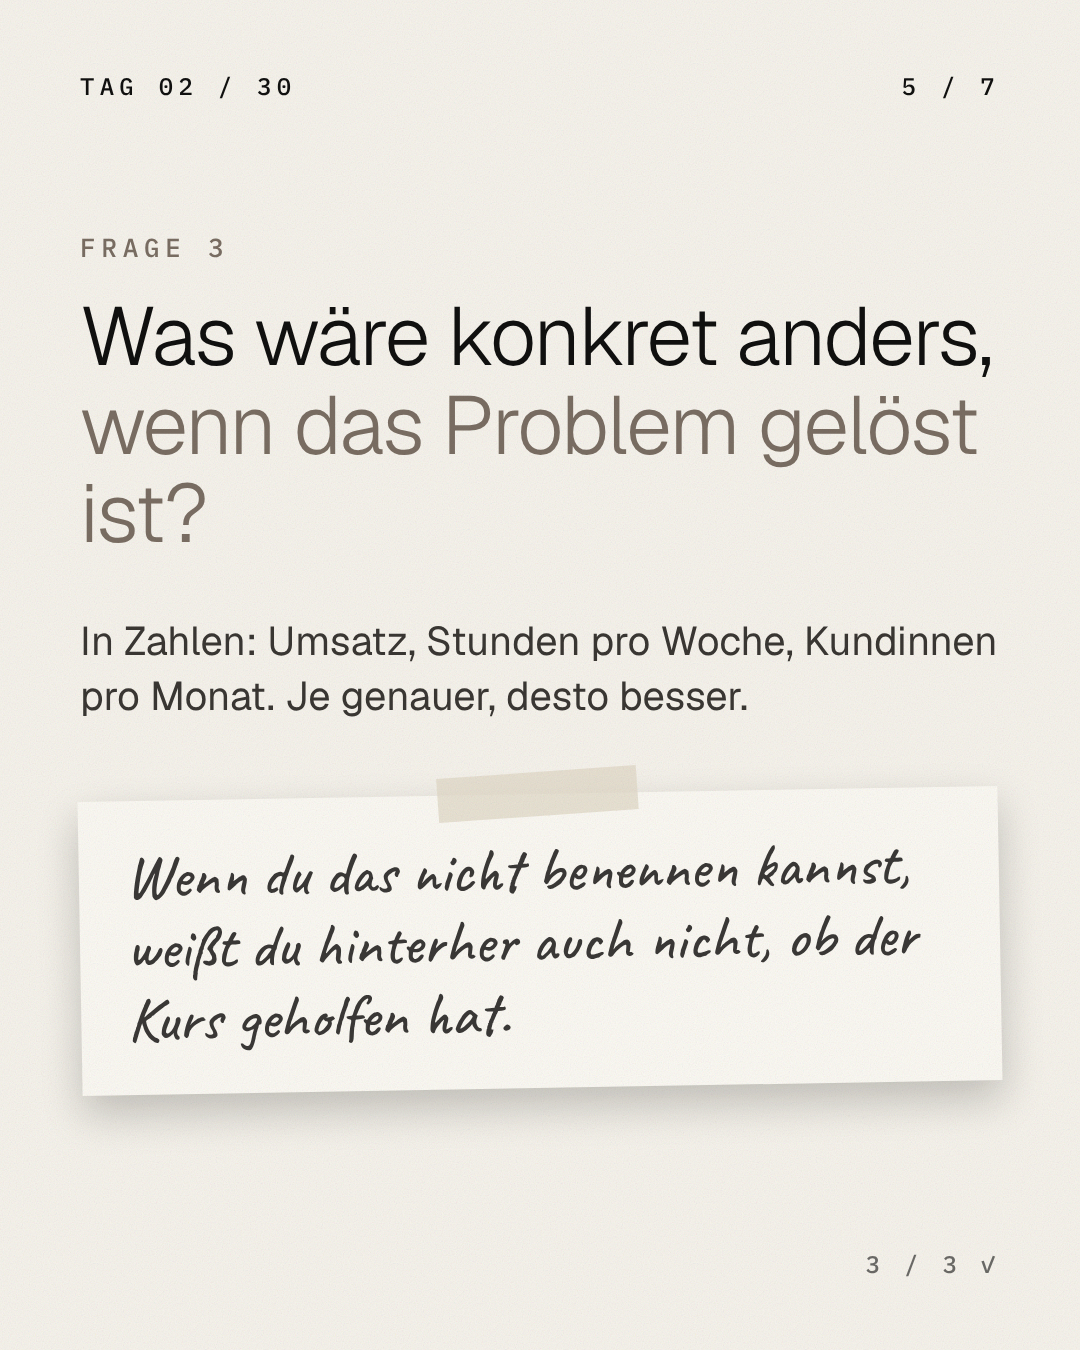 TAG 02 / 30
5 / 7
FRAGE 3
Was wäre konkret anders,
wenn das Problem gelöst
ist?
In Zahlen: Umsatz, Stunden pro Woche, Kundinnen
pro Monat. Je genauer, desto besser.
Wenn du das nicht benennen kannst,
weißt du hinterher auch nicht, ob der
Kurs geholfen hat.
3 / 3 ✓